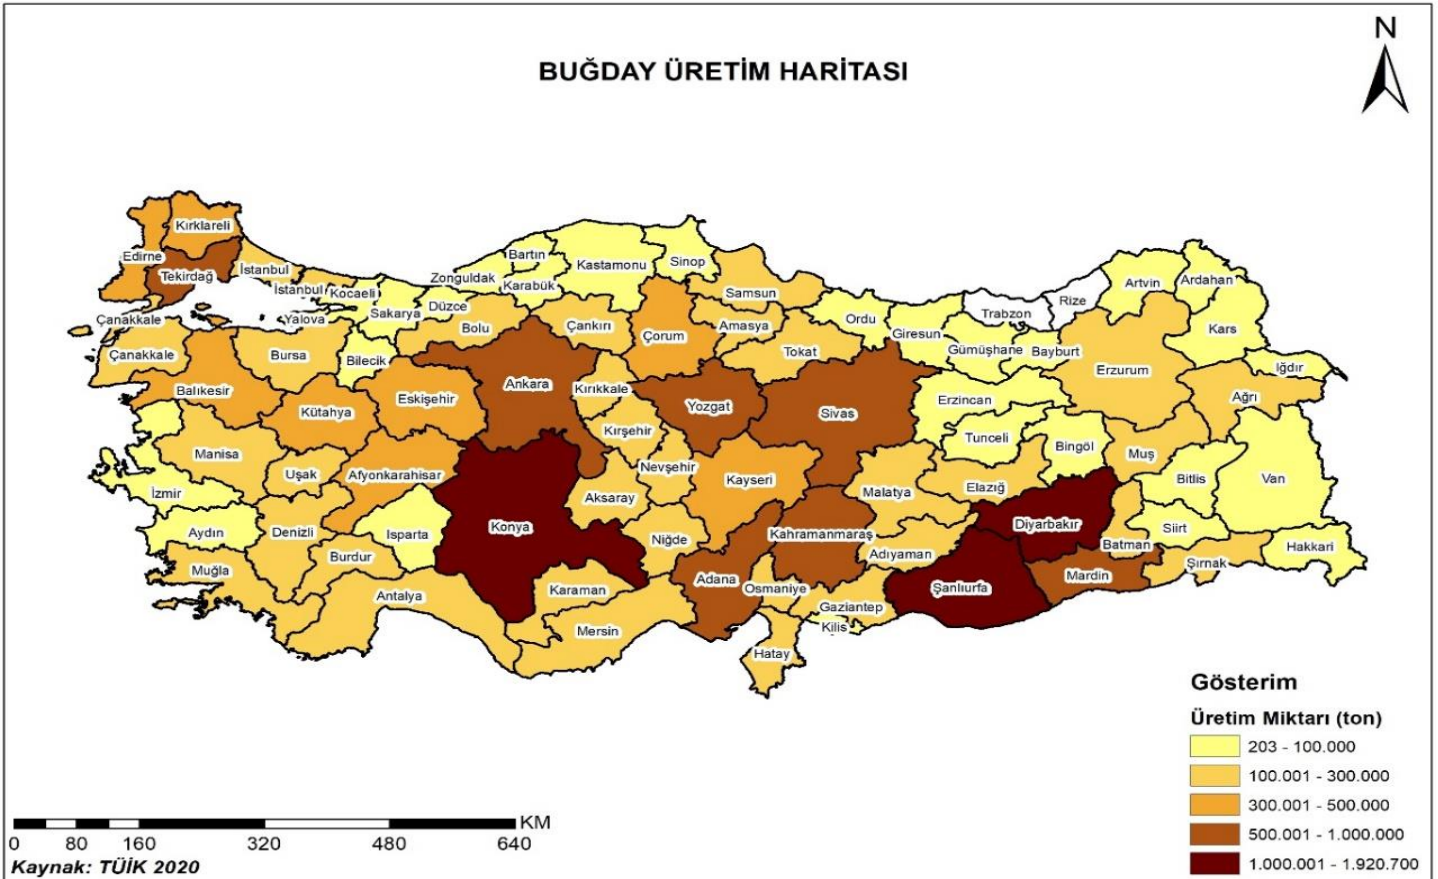 N
BUĞDAY ÜRETİM HARİTASI
Kırklareli
Edirne
Tekirdağ
İstanbul
İstanbul
Kocaeli
Yalova
Sakarya
Düzce
Zonguldak
Bartın
Karabük
Kastamonu
Sinop
Samsun
Ordu
Giresun
Trabzon
Rize
Artvin
Ardahan
Kars
Iğdır
Çanakkale
Çanakkale
Balıkesir
Bursa
Bilecik
Bolu
Çankırı
Çorum
Amasya
Tokat
Gümüşhane
Bayburt
Erzurum
Ağrı
Kütahya
Eskişehir
Ankara
Kırıkkale
Yozgat
Sivas
Erzincan
Tunceli
Bingöl
Muş
Bitlis
Van
Manisa
Uşak
Afyonkarahisar
Kırşehir
Nevşehir
Kayseri
Malatya
Elazığ
İzmir
Aydın
Denizli
Isparta
Konya
Aksaray
Niğde
Kahramanmaraş
Adıyaman
Diyarbakır
Batman
Siirt
Hakkari
Şırnak
Mardin
Şanlıurfa
Muğla
Burdur
Antalya
Karaman
Mersin
Adana
Osmaniye
Gaziantep
Kilis
Hatay
Gösterim
Üretim Miktarı (ton)
203 - 100.000
100.001 - 300.000
300.001 - 500.000
500.001 - 1.000.000
1.000.001 - 1.920.700
KM
0 80 160 320 480 640
Kaynak: TÜİK 2020